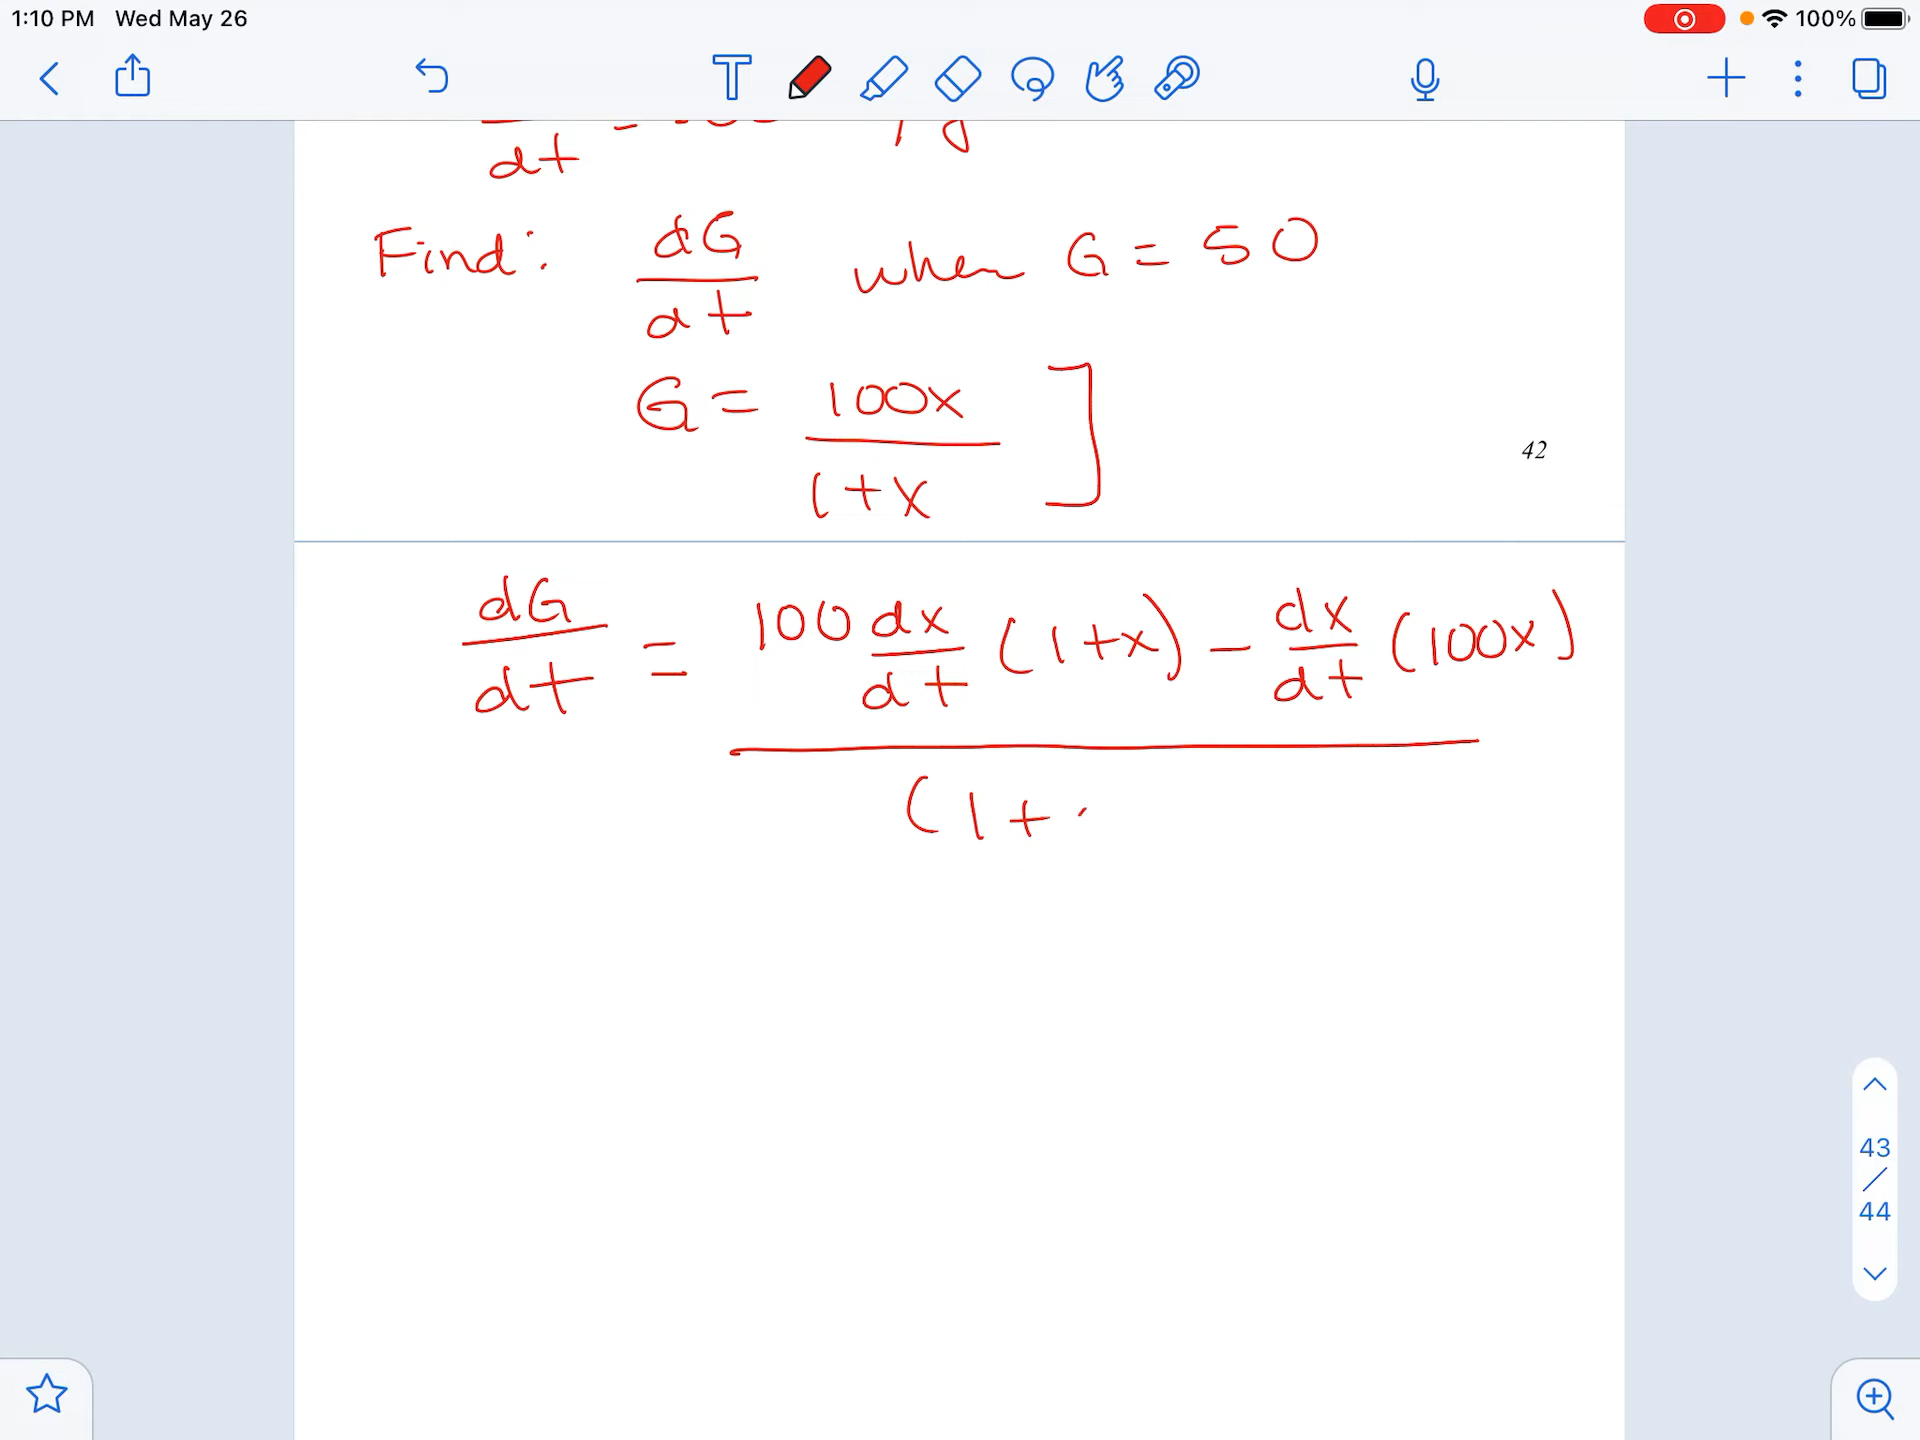 1:10 PM Wed May 26 100%
dt
Find: dG/dt when G = 50
G = 100x/(1+x) ]
42
dG/dt = 100 dx/dt (1+x) - dx/dt (100x)
(1+
43
/
44